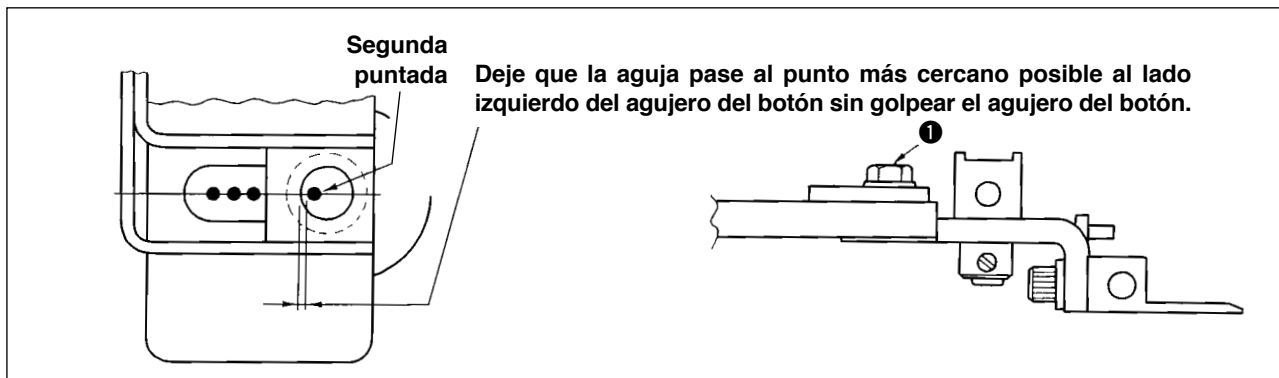 Segunda
puntada
Deje que la aguja pase al punto más cercano posible al lado
izquierdo del agujero del botón sin golpear el agujero del botón.
❶